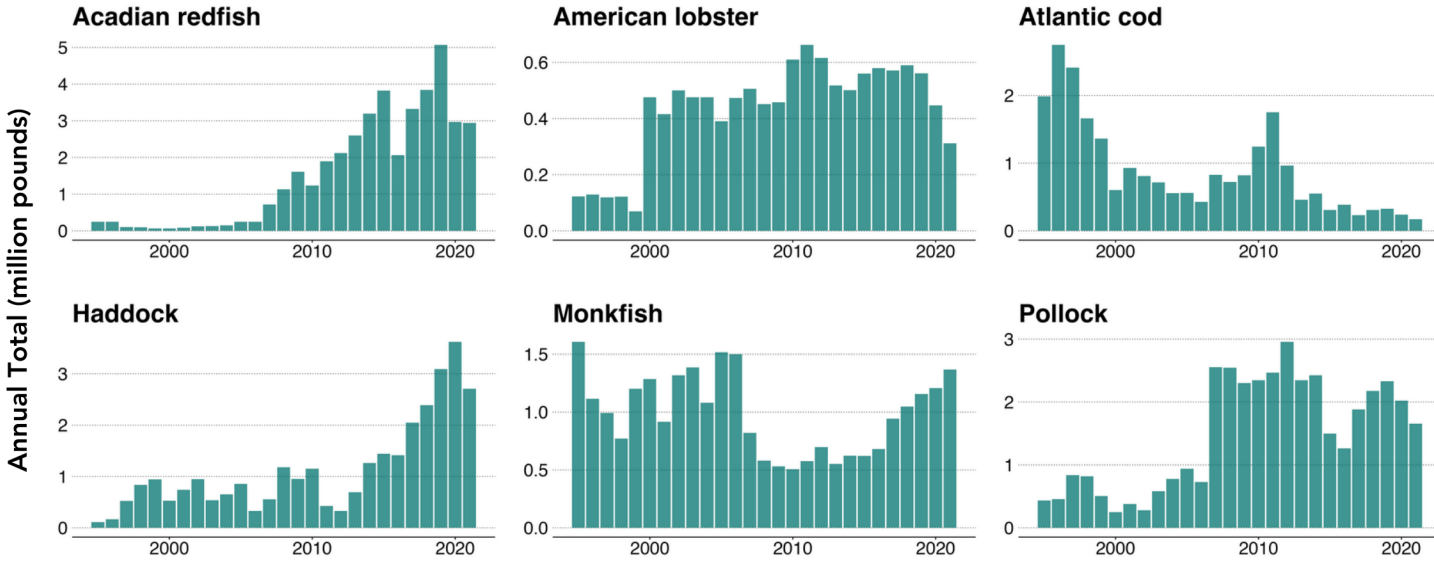 Annual Total (million pounds)
Acadian redfish
5
4
3
2
1
0
2000 2010 2020
American lobster
0.6
0.4
0.2
0.0
2000 2010 2020
Atlantic cod
2
1
0
2000 2010 2020
Haddock
3
2
1
0
2000 2010 2020
Monkfish
1.5
1.0
0.5
0.0
2000 2010 2020
Pollock
3
2
1
0
2000 2010 2020